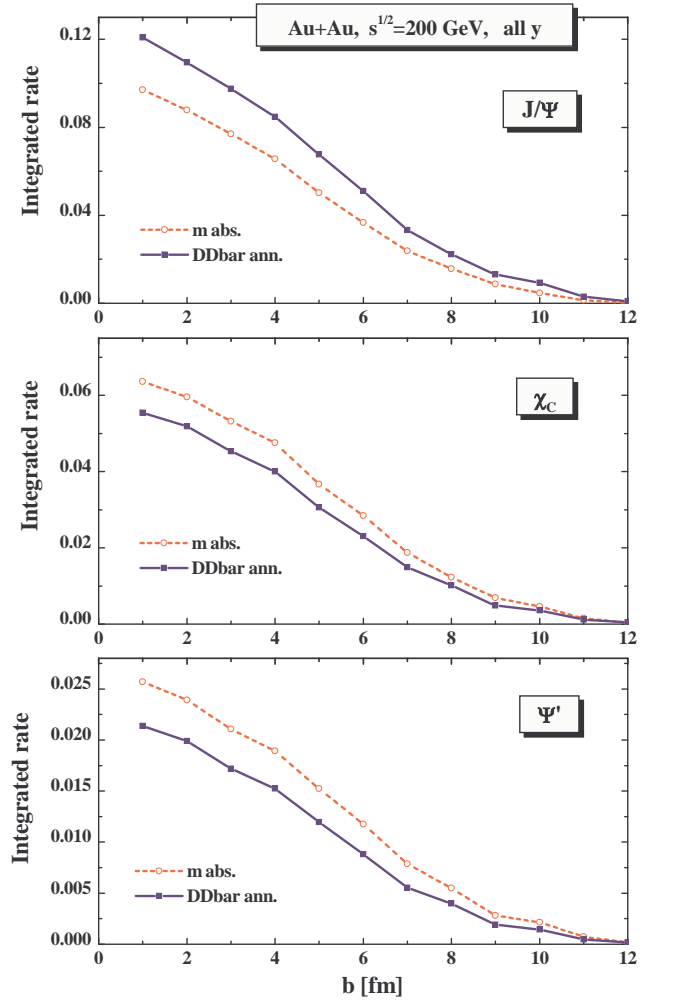 Au+Au, s^1/2=200 GeV, all y
Integrated rate
0.12
0.08
0.04
0.00
J/Ψ
m abs.
DDbar ann.
0 2 4 6 8 10 12
Integrated rate
0.06
0.04
0.02
0.00
χ_C
m abs.
DDbar ann.
0 2 4 6 8 10 12
Integrated rate
0.025
0.020
0.015
0.010
0.005
0.000
Ψ'
m abs.
DDbar ann.
0 2 4 6 8 10 12
b [fm]